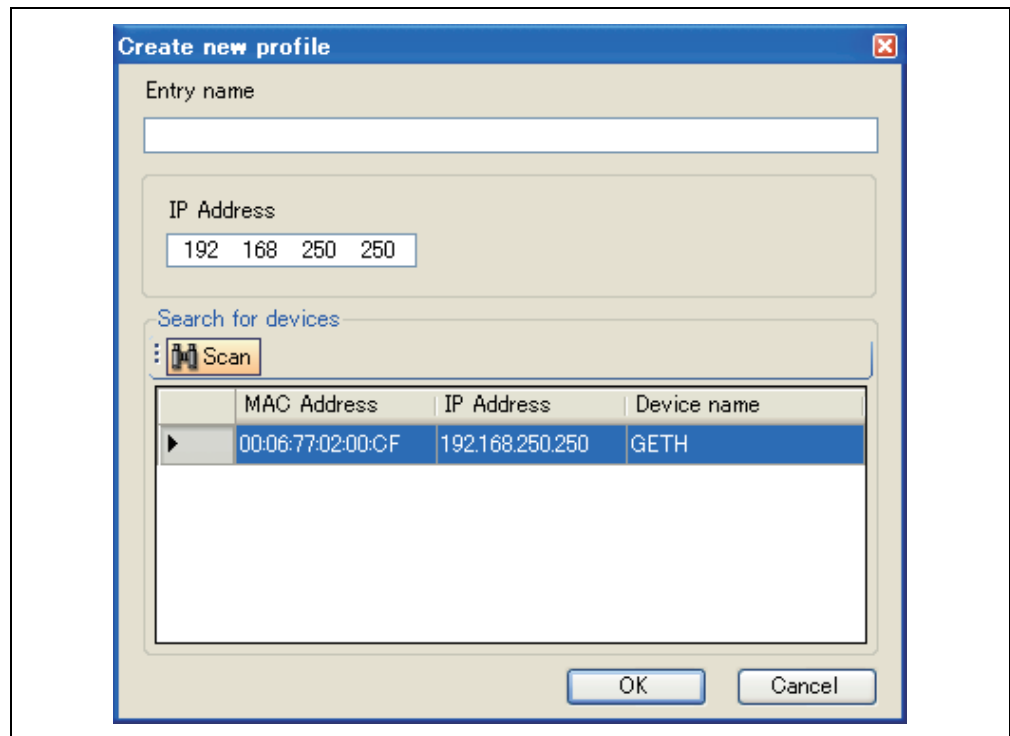 Create new profile
Entry name
IP Address
192 168 250 250
Search for devices
Scan
MAC Address IP Address Device name
00:06:77:02:00:CF 192.168.250.250 GETH
OK Cancel